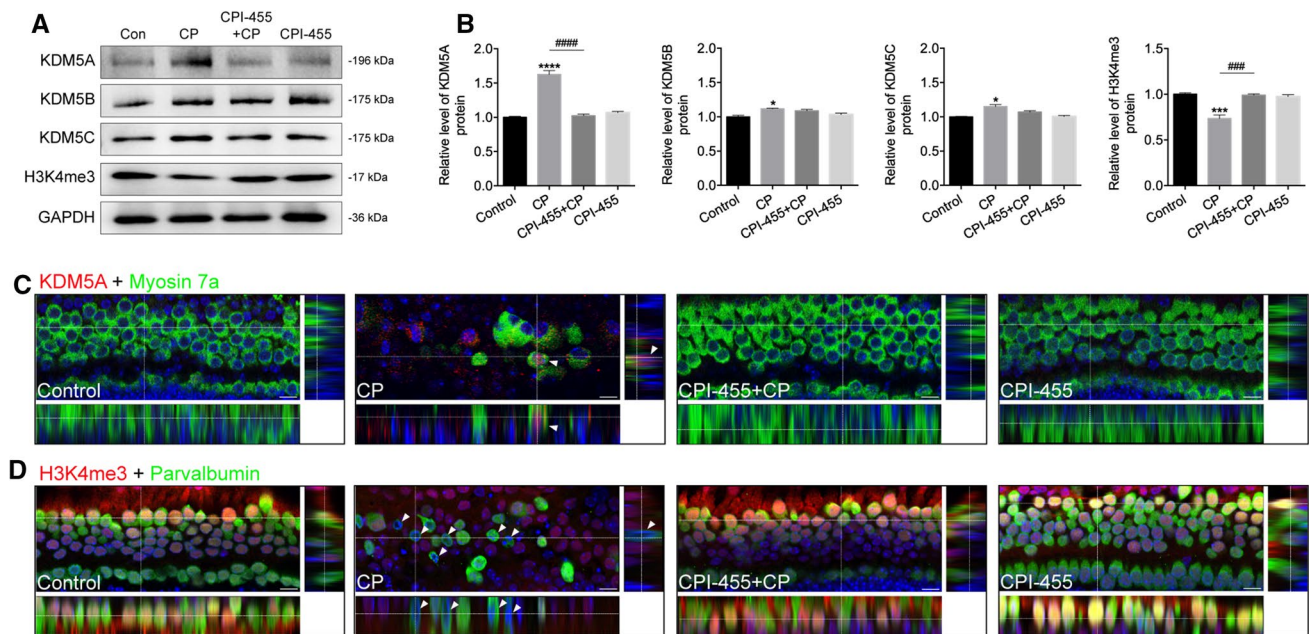 A
Con CP CPI-455 +CP CPI-455
KDM5A -196 kDa
KDM5B -175 kDa
KDM5C -175 kDa
H3K4me3 -17 kDa
GAPDH -36 kDa
B
Relative level of KDM5A protein
2.0
1.5
1.0
0.5
0.0
****
####
Control CP CPI-455+CP CPI-455
Relative level of KDM5B protein
2.0
1.5
1.0
0.5
0.0
*
Control CP CPI-455+CP CPI-455
Relative level of KDM5C protein
2.0
1.5
1.0
0.5
0.0
*
Control CP CPI-455+CP CPI-455
Relative level of H3K4me3 protein
1.5
1.0
0.5
0.0
***
###
Control CP CPI-455+CP CPI-455
C KDM5A + Myosin 7a
Control CP CPI-455+CP CPI-455
D H3K4me3 + Parvalbumin
Control CP CPI-455+CP CPI-455